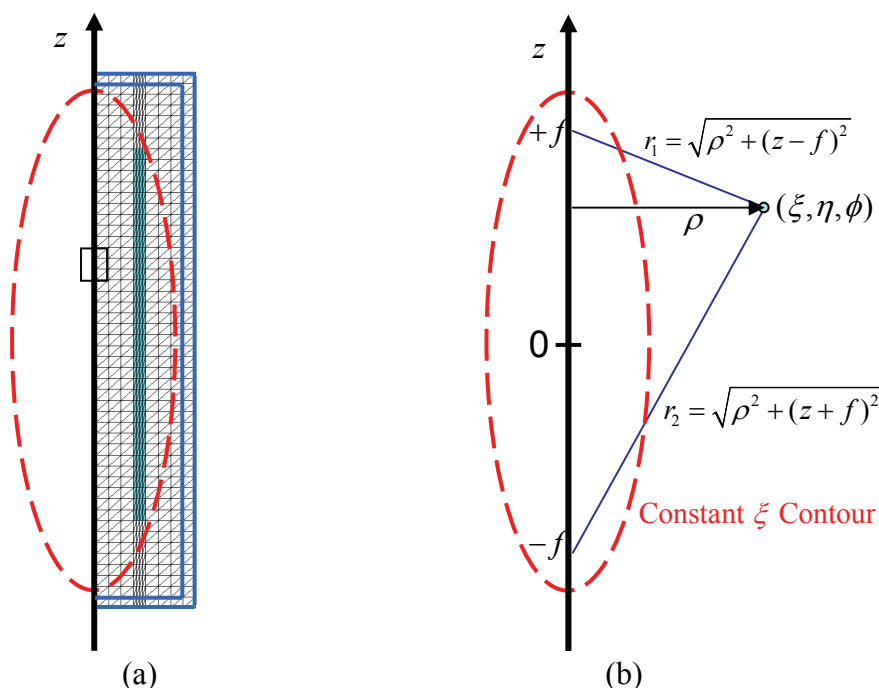 z
(a)
z
+f
r₁ = √(ρ² + (z − f)²)
(ξ, η, ϕ)
ρ
0
r₂ = √(ρ² + (z + f)²)
Constant ξ Contour
−f
(b)